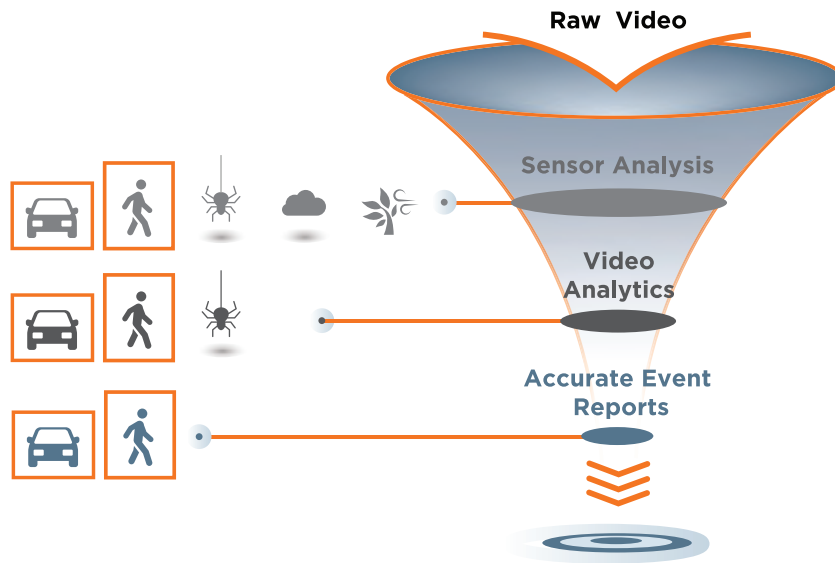 Raw Video
Sensor Analysis
Video
Analytics
Accurate Event
Reports